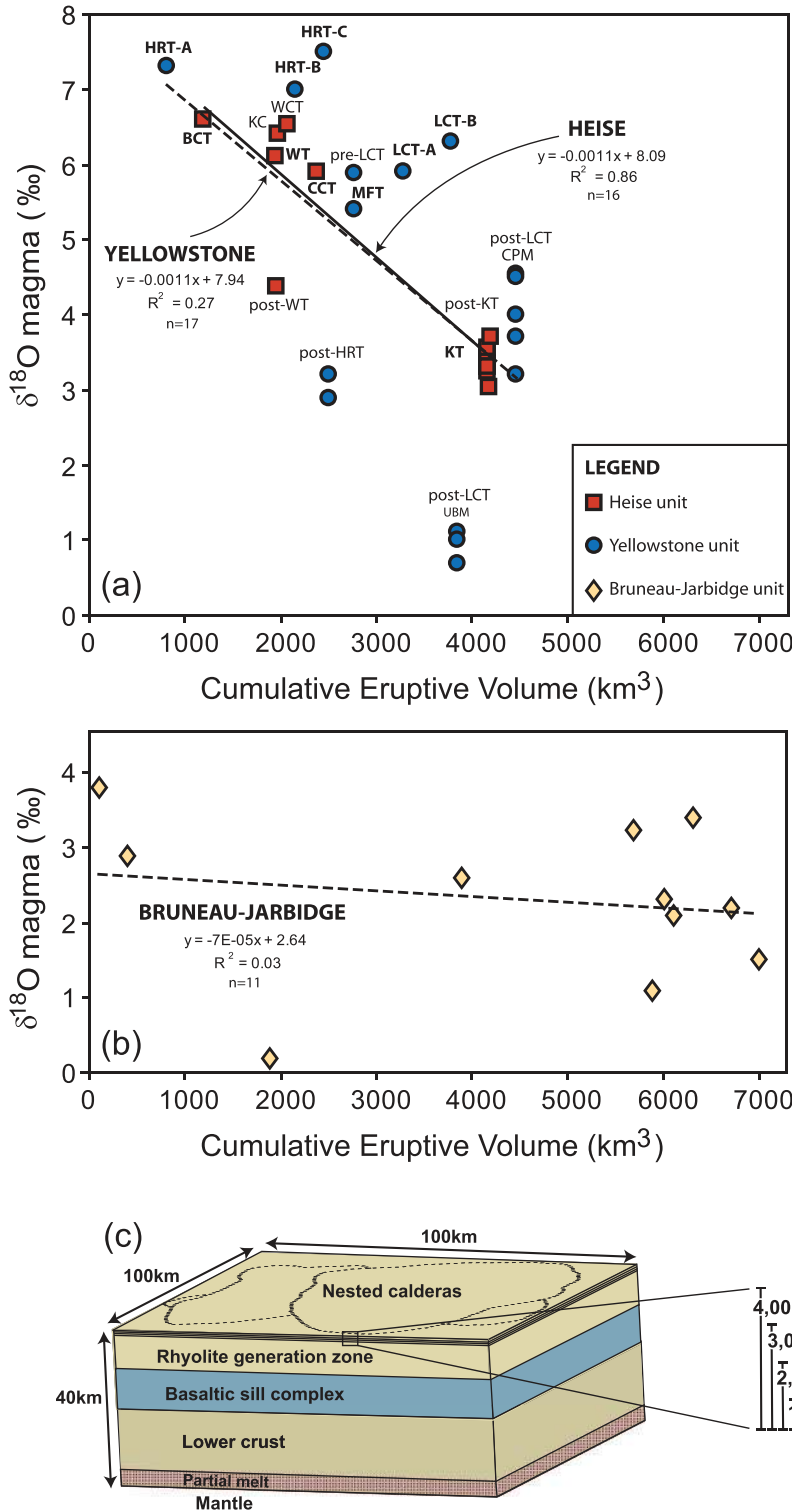 8
7
6
5
4
3
2
1
0
δ18O magma (‰)
HRT-A
HRT-C
HRT-B
WCT
KC
BCT
WT
CCT
pre-LCT
MFT
LCT-A
LCT-B
HEISE
y = -0.0011x + 8.09
R2 = 0.86
n=16
YELLOWSTONE
y = -0.0011x + 7.94
R2 = 0.27
n=17
post-WT
post-HRT
post-LCT
CPM
post-KT
KT
post-LCT
UBM
LEGEND
Heise unit
Yellowstone unit
Bruneau-Jarbidge unit
(a)
0 1000 2000 3000 4000 5000 6000 7000
Cumulative Eruptive Volume (km3)
4
3
2
1
0
δ18O magma (‰)
BRUNEAU-JARBIDGE
y = -7E-05x + 2.64
R2 = 0.03
n=11
(b)
0 1000 2000 3000 4000 5000 6000 7000
Cumulative Eruptive Volume (km3)
(c)
100km
100km
40km
Nested calderas
Rhyolite generation zone
Basaltic sill complex
Lower crust
Partial melt
Mantle
4,00
3,0
2,